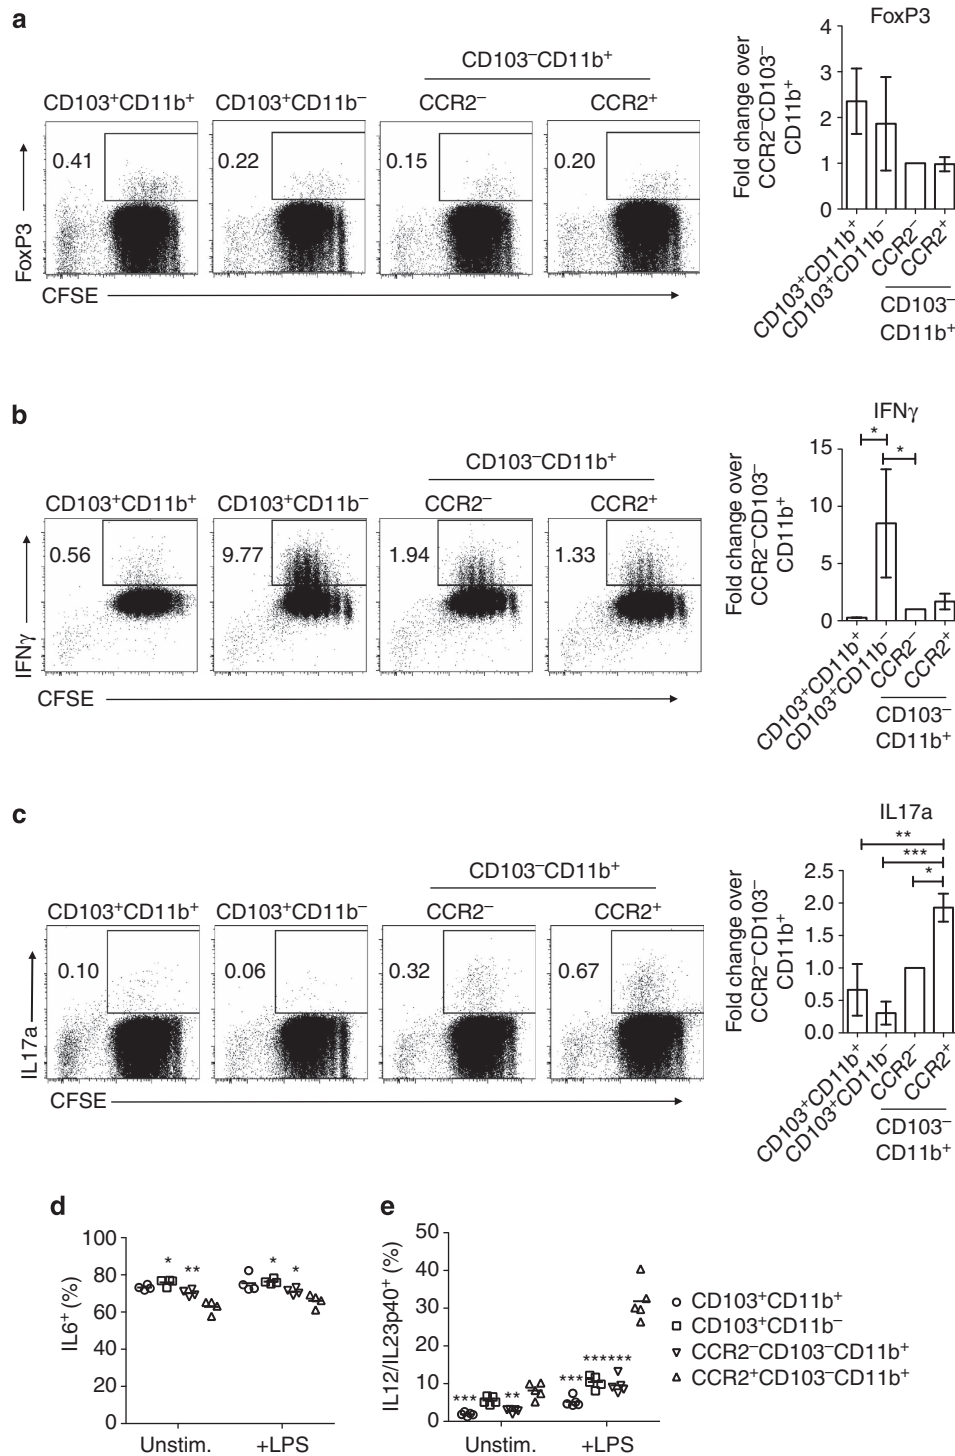 a
FoxP3
CD103⁻CD11b⁺
CD103⁺CD11b⁺
CD103⁺CD11b⁻
CCR2⁻
CCR2⁺
0.41
0.22
0.15
0.20
FoxP3
CFSE
Fold change over
CCR2⁻CD103⁻
CD11b⁺
4
3
2
1
0
CD103⁺CD11b⁺
CD103⁺CD11b⁻
CCR2⁻
CCR2⁺
CD103⁻
CD11b⁺
b
IFNγ
CD103⁻CD11b⁺
CD103⁺CD11b⁺
CD103⁺CD11b⁻
CCR2⁻
CCR2⁺
0.56
9.77
1.94
1.33
IFNγ
CFSE
Fold change over
CCR2⁻CD103⁻
CD11b⁺
15
10
5
0
*
*
CD103⁺CD11b⁺
CD103⁺CD11b⁻
CCR2⁻
CCR2⁺
CD103⁻
CD11b⁺
c
IL17a
CD103⁻CD11b⁺
CD103⁺CD11b⁺
CD103⁺CD11b⁻
CCR2⁻
CCR2⁺
0.10
0.06
0.32
0.67
IL17a
CFSE
Fold change over
CCR2⁻CD103⁻
CD11b⁺
**
***
*
2.5
2.0
1.5
1.0
0.5
0.0
CD103⁺CD11b⁺
CD103⁺CD11b⁻
CCR2⁻
CCR2⁺
CD103⁻
CD11b⁺
d
IL6⁺ (%)
100
80
60
40
20
0
* ** * *
Unstim. +LPS
e
IL12/IL23p40⁺ (%)
50
40
30
20
10
0
*** ** *** ******
Unstim. +LPS
CD103⁺CD11b⁺
CD103⁺CD11b⁻
CCR2⁻CD103⁻CD11b⁺
CCR2⁺CD103⁻CD11b⁺